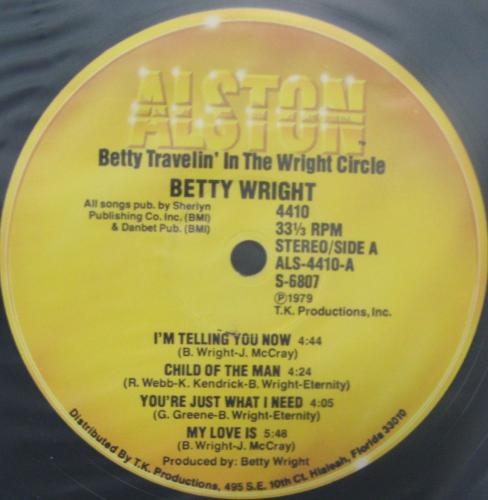 ALSTON
TM
Betty Travelin' In The Wright Circle
BETTY WRIGHT
All songs pub. by Sherlyn
Publishing Co. Inc. (BMI)
& Danbet Pub. (BMI)
4410
33⅓ RPM
STEREO/SIDE A
ALS-4410-A
S-6807
Ⓟ1979
T.K. Productions, Inc.
I'M TELLING YOU NOW 4:44
(B. Wright-J. McCray)
CHILD OF THE MAN 4:24
(R. Webb-K. Kendrick-B. Wright-Eternity)
YOU'RE JUST WHAT I NEED 4:05
(G. Greene-B. Wright-Eternity)
MY LOVE IS 5:48
(B. Wright-J. McCray)
Produced by: Betty Wright
Distributed By T.K. Productions, 495 S.E. 10th Ct. Hialeah, Florida 33010